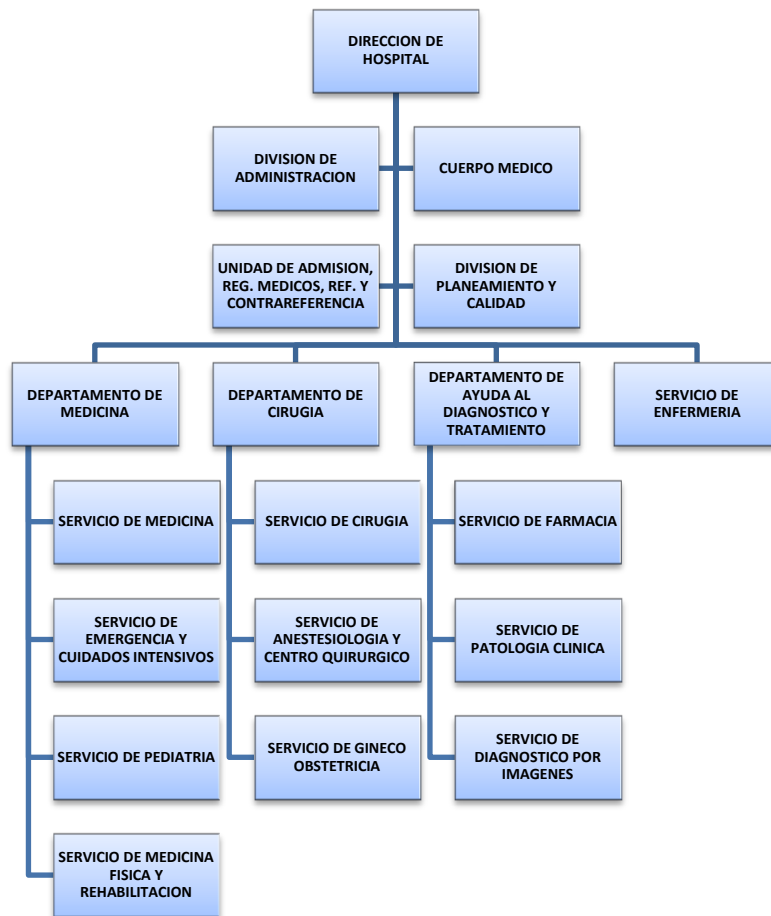 DIRECCION DE
HOSPITAL
DIVISION DE
ADMINISTRACION
CUERPO MEDICO
UNIDAD DE ADMISION,
REG. MEDICOS, REF. Y
CONTRAREFERENCIA
DIVISION DE
PLANEAMIENTO Y
CALIDAD
DEPARTAMENTO DE
MEDICINA
DEPARTAMENTO DE
CIRUGIA
DEPARTAMENTO DE
AYUDA AL
DIAGNOSTICO Y
TRATAMIENTO
SERVICIO DE
ENFERMERIA
SERVICIO DE MEDICINA
SERVICIO DE CIRUGIA
SERVICIO DE FARMACIA
SERVICIO DE
EMERGENCIA Y
CUIDADOS INTENSIVOS
SERVICIO DE
ANESTESIOLOGIA Y
CENTRO QUIRURGICO
SERVICIO DE
PATOLOGIA CLINICA
SERVICIO DE PEDIATRIA
SERVICIO DE GINECO
OBSTETRICIA
SERVICIO DE
DIAGNOSTICO POR
IMAGENES
SERVICIO DE MEDICINA
FISICA Y
REHABILITACION